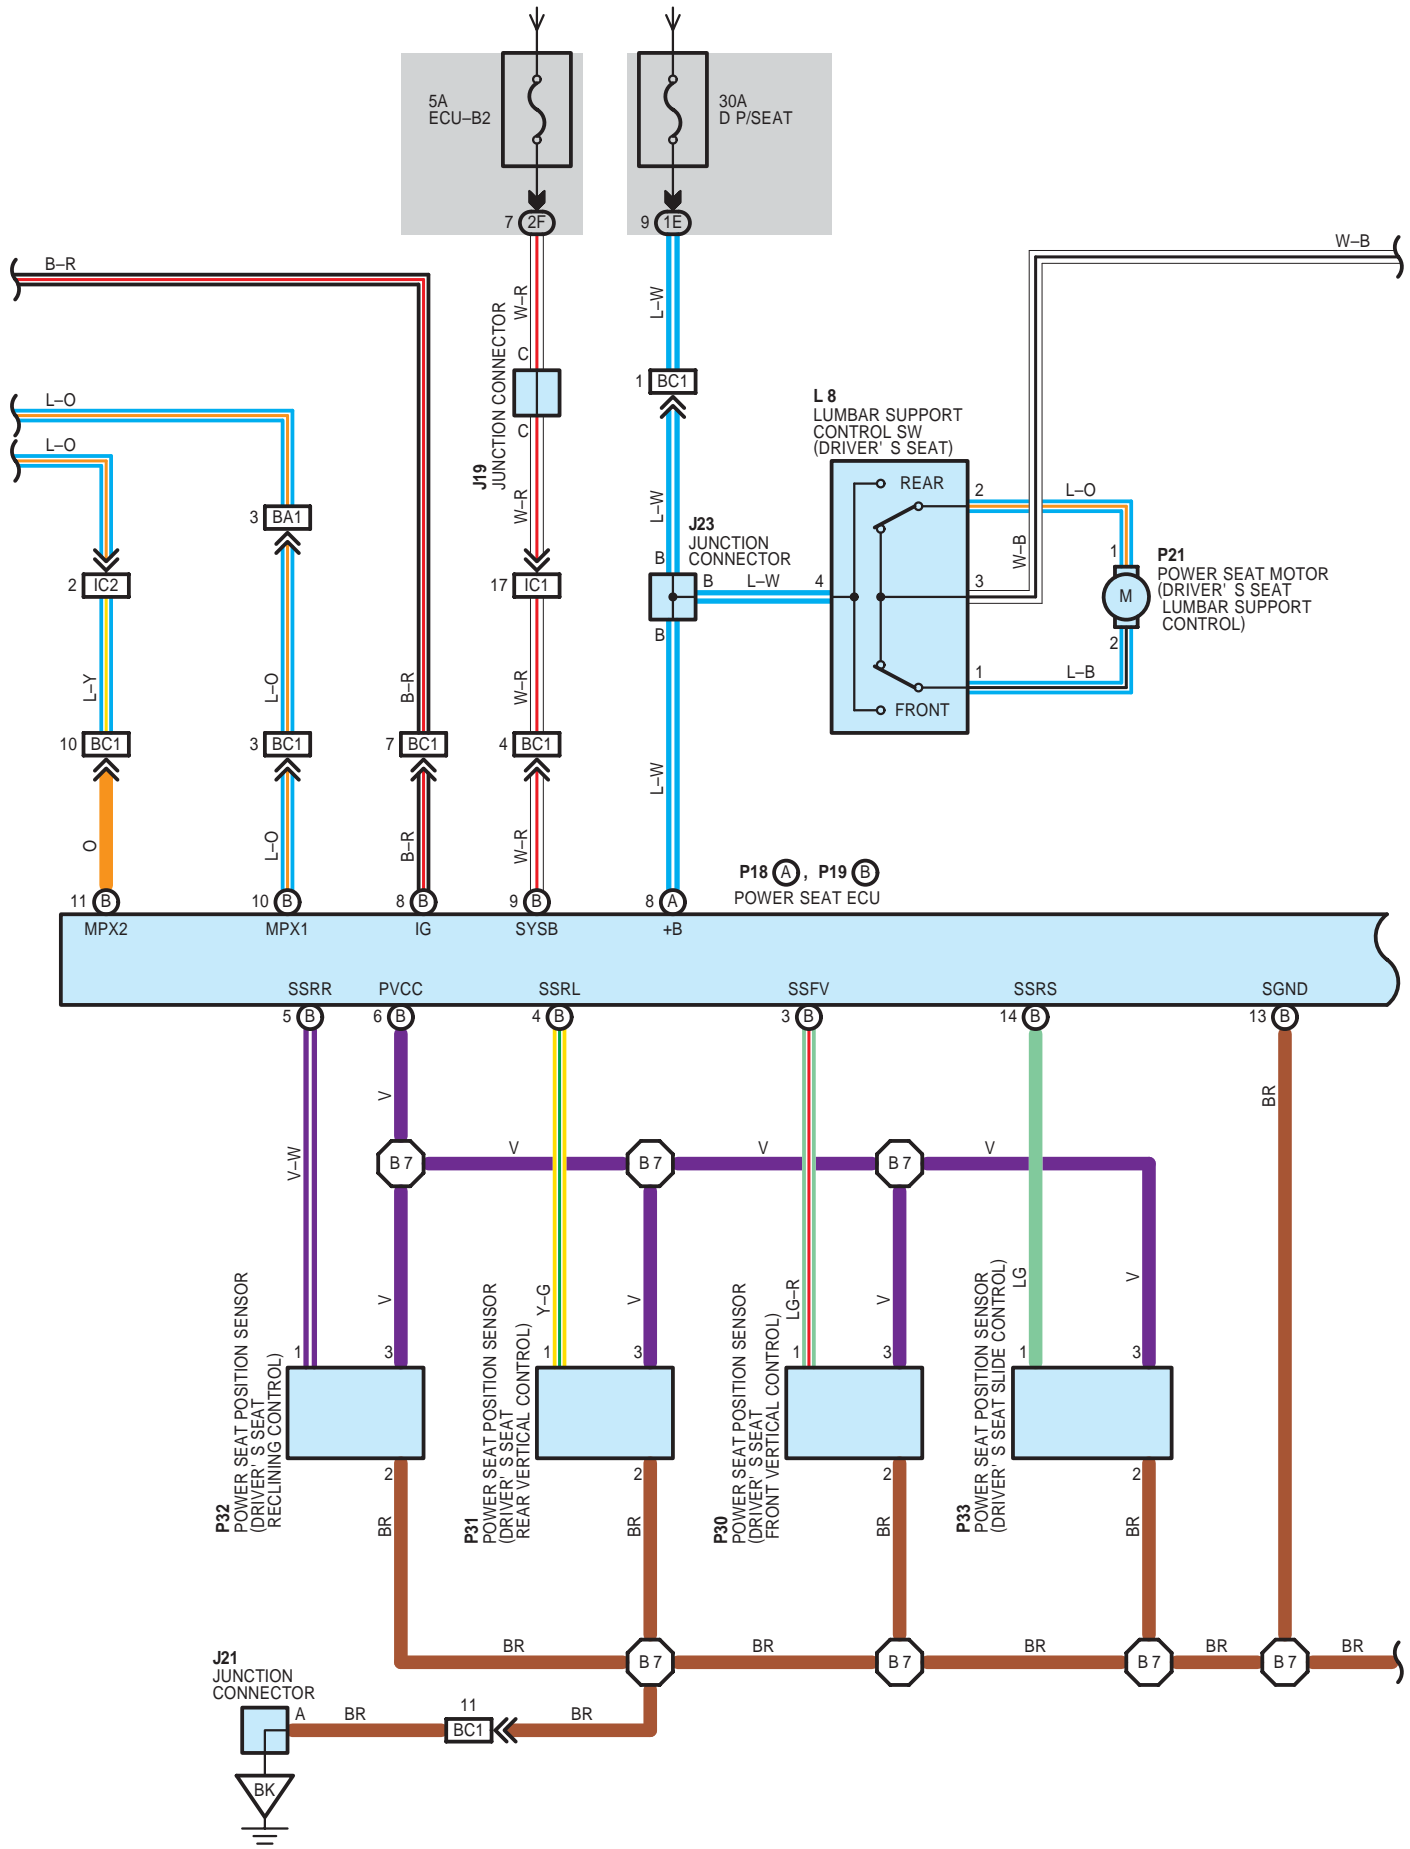 5A
ECU–B2
30A
D P/SEAT
7 2F
9 1E
W–B
B–R
W–R
L–W
J19
JUNCTION CONNECTOR
C
1 BC1
L–O
L 8
LUMBAR SUPPORT
CONTROL SW
(DRIVER' S SEAT)
C
L–O
REAR
2
L–O
3 BA1
W–R
L–W
J23
JUNCTION
CONNECTOR
W–B
P21
POWER SEAT MOTOR
(DRIVER' S SEAT
LUMBAR SUPPORT
CONTROL)
1
M
2
2 IC2
17 IC1
B
B
L–W
4
3
B
L–Y
L–O
B–R
W–R
1
L–B
FRONT
10 BC1
3 BC1
7 BC1
4 BC1
L–W
O
L–O
B–R
W–R
P18 A , P19 B
POWER SEAT ECU
11 B
10 B
8 B
9 B
8 A
MPX2
MPX1
IG
SYSB
+B
SSRR
PVCC
SSRL
SSFV
SSRS
SGND
5 B
6 B
4 B
3 B
14 B
13 B
V
BR
V–W
B 7
V
B 7
V
B 7
V
V
Y–G
V
LG–R
V
LG
V
1
3
1
3
1
3
1
3
P32
POWER SEAT POSITION SENSOR
(DRIVER' S SEAT
RECLINING CONTROL)
P31
POWER SEAT POSITION SENSOR
(DRIVER' S SEAT
REAR VERTICAL CONTROL)
P30
POWER SEAT POSITION SENSOR
(DRIVER' S SEAT
FRONT VERTICAL CONTROL)
P33
POWER SEAT POSITION SENSOR
(DRIVER' S SEAT SLIDE CONTROL)
2
2
2
2
BR
BR
BR
BR
BR
B 7
BR
B 7
BR
B 7
BR
B 7
BR
J21
JUNCTION
CONNECTOR
A
BR
11
BC1
BR
BK